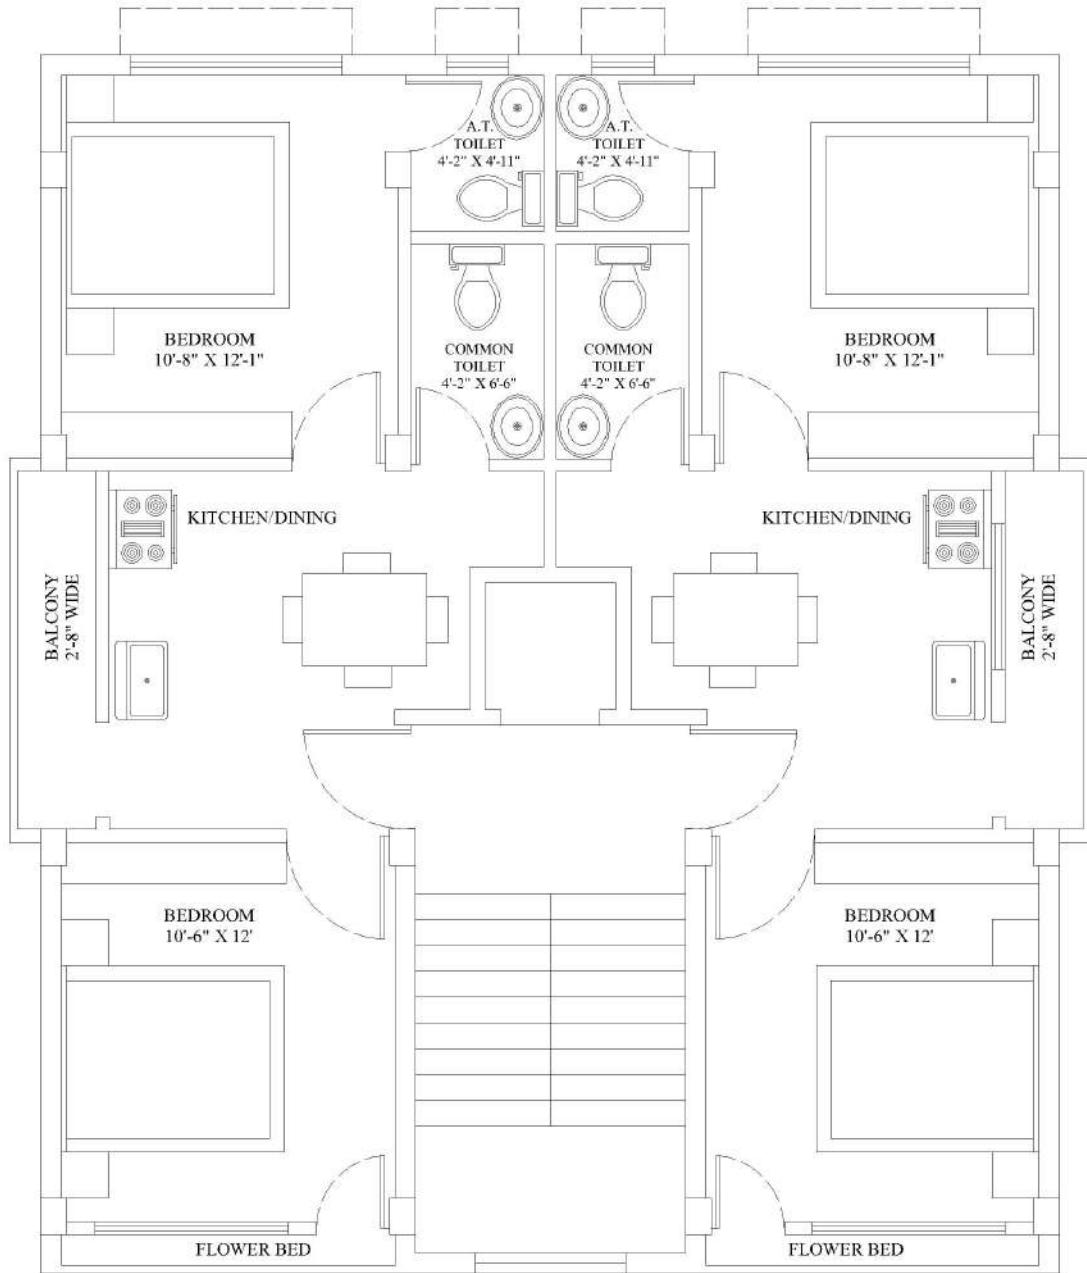 A.T.
TOILET
4'-2" X 4'-11"
A.T.
TOILET
4'-2" X 4'-11"
BEDROOM
10'-8" X 12'-1"
COMMON
TOILET
4'-2" X 6'-6"
COMMON
TOILET
4'-2" X 6'-6"
BEDROOM
10'-8" X 12'-1"
KITCHEN/DINING
KITCHEN/DINING
BALCONY
2'-8" WIDE
BALCONY
2'-8" WIDE
BEDROOM
10'-6" X 12'
BEDROOM
10'-6" X 12'
FLOWER BED
FLOWER BED